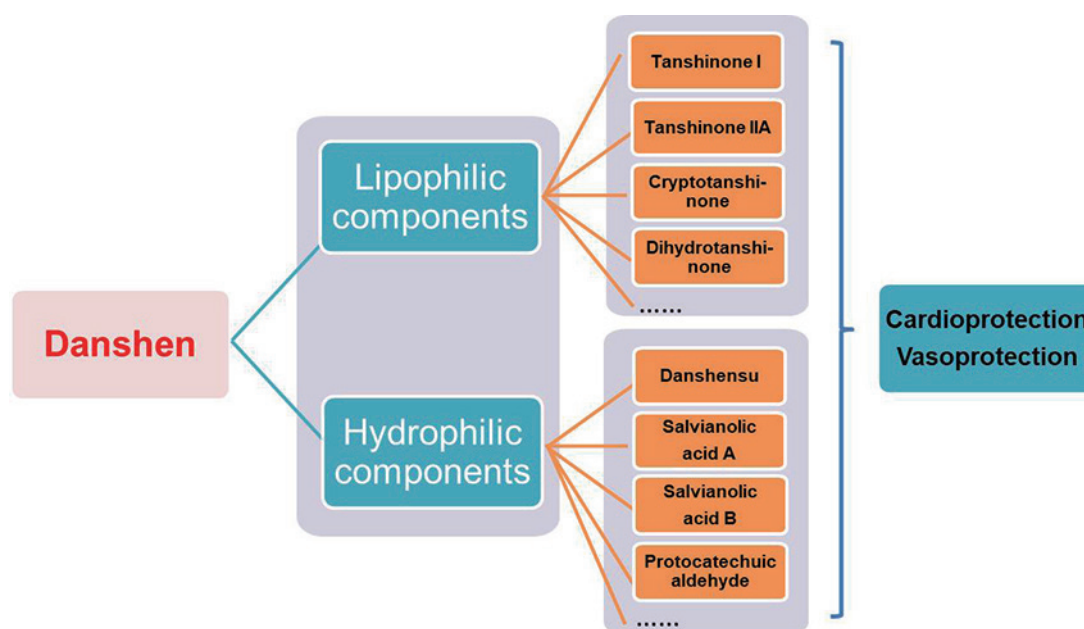 Danshen
Lipophilic
components
Hydrophilic
components
Tanshinone I
Tanshinone IIA
Cryptotanshi-
none
Dihydrotanshi-
none
......
Danshensu
Salvianolic
acid A
Salvianolic
acid B
Protocatechuic
aldehyde
......
Cardioprotection
Vasoprotection